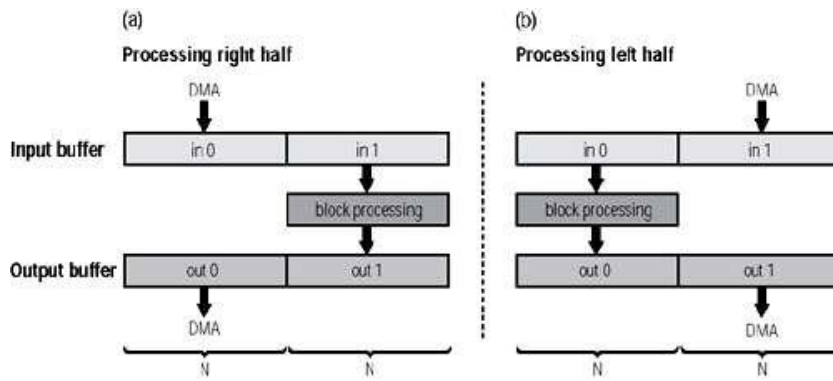 (a)
Processing right half
DMA
Input buffer
in 0
in 1
block processing
Output buffer
out 0
out 1
DMA
N
N
(b)
Processing left half
DMA
in 0
in 1
block processing
out 0
out 1
DMA
N
N